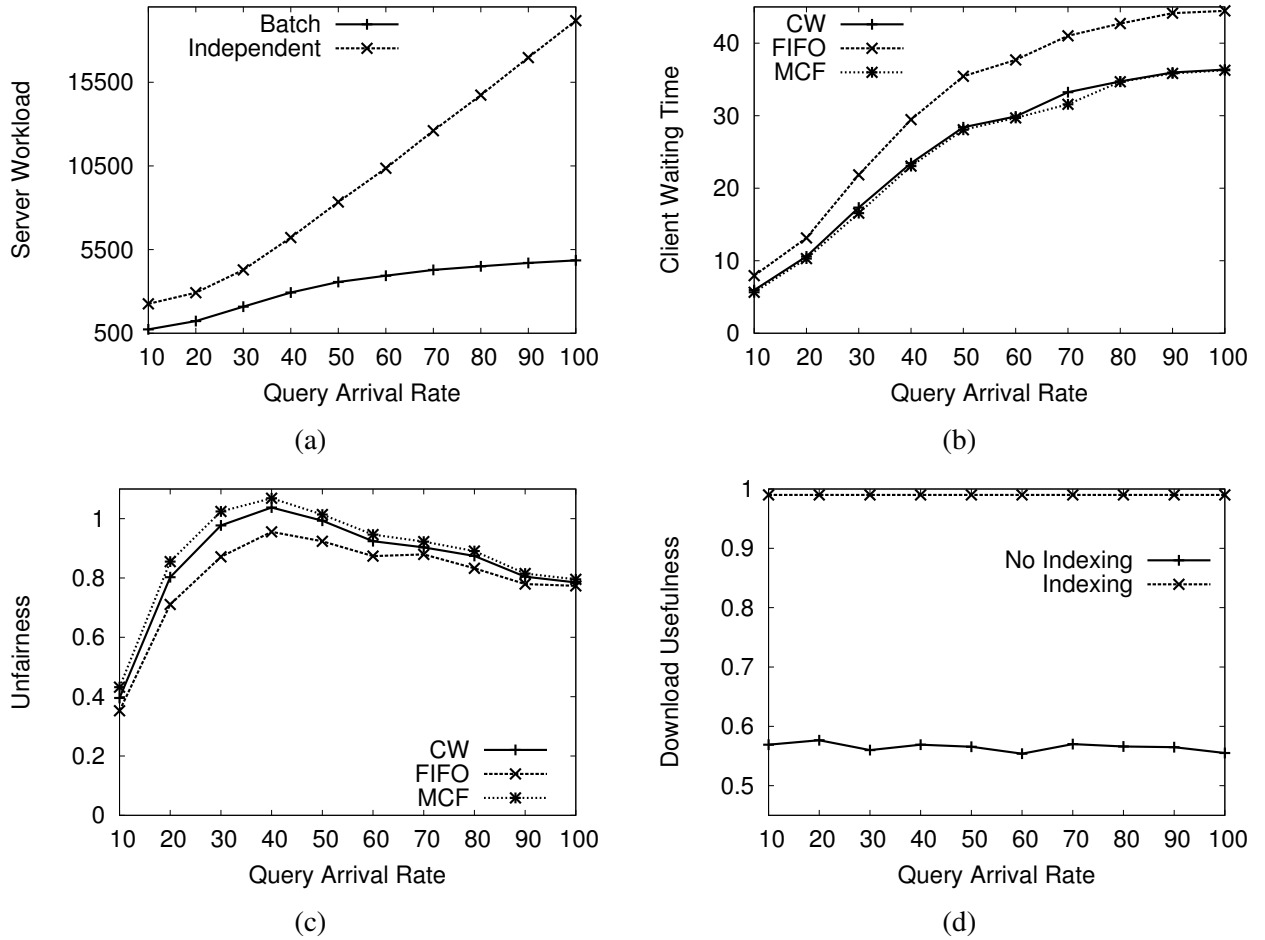 Batch
Independent
Server Workload
15500
10500
5500
500
10 20 30 40 50 60 70 80 90 100
Query Arrival Rate
(a)
CW
FIFO
MCF
Client Waiting Time
40
30
20
10
0
10 20 30 40 50 60 70 80 90 100
Query Arrival Rate
(b)
Unfairness
1
0.8
0.6
0.4
0.2
0
CW
FIFO
MCF
10 20 30 40 50 60 70 80 90 100
Query Arrival Rate
(c)
Download Usefulness
1
0.9
0.8
0.7
0.6
0.5
No Indexing
Indexing
10 20 30 40 50 60 70 80 90 100
Query Arrival Rate
(d)